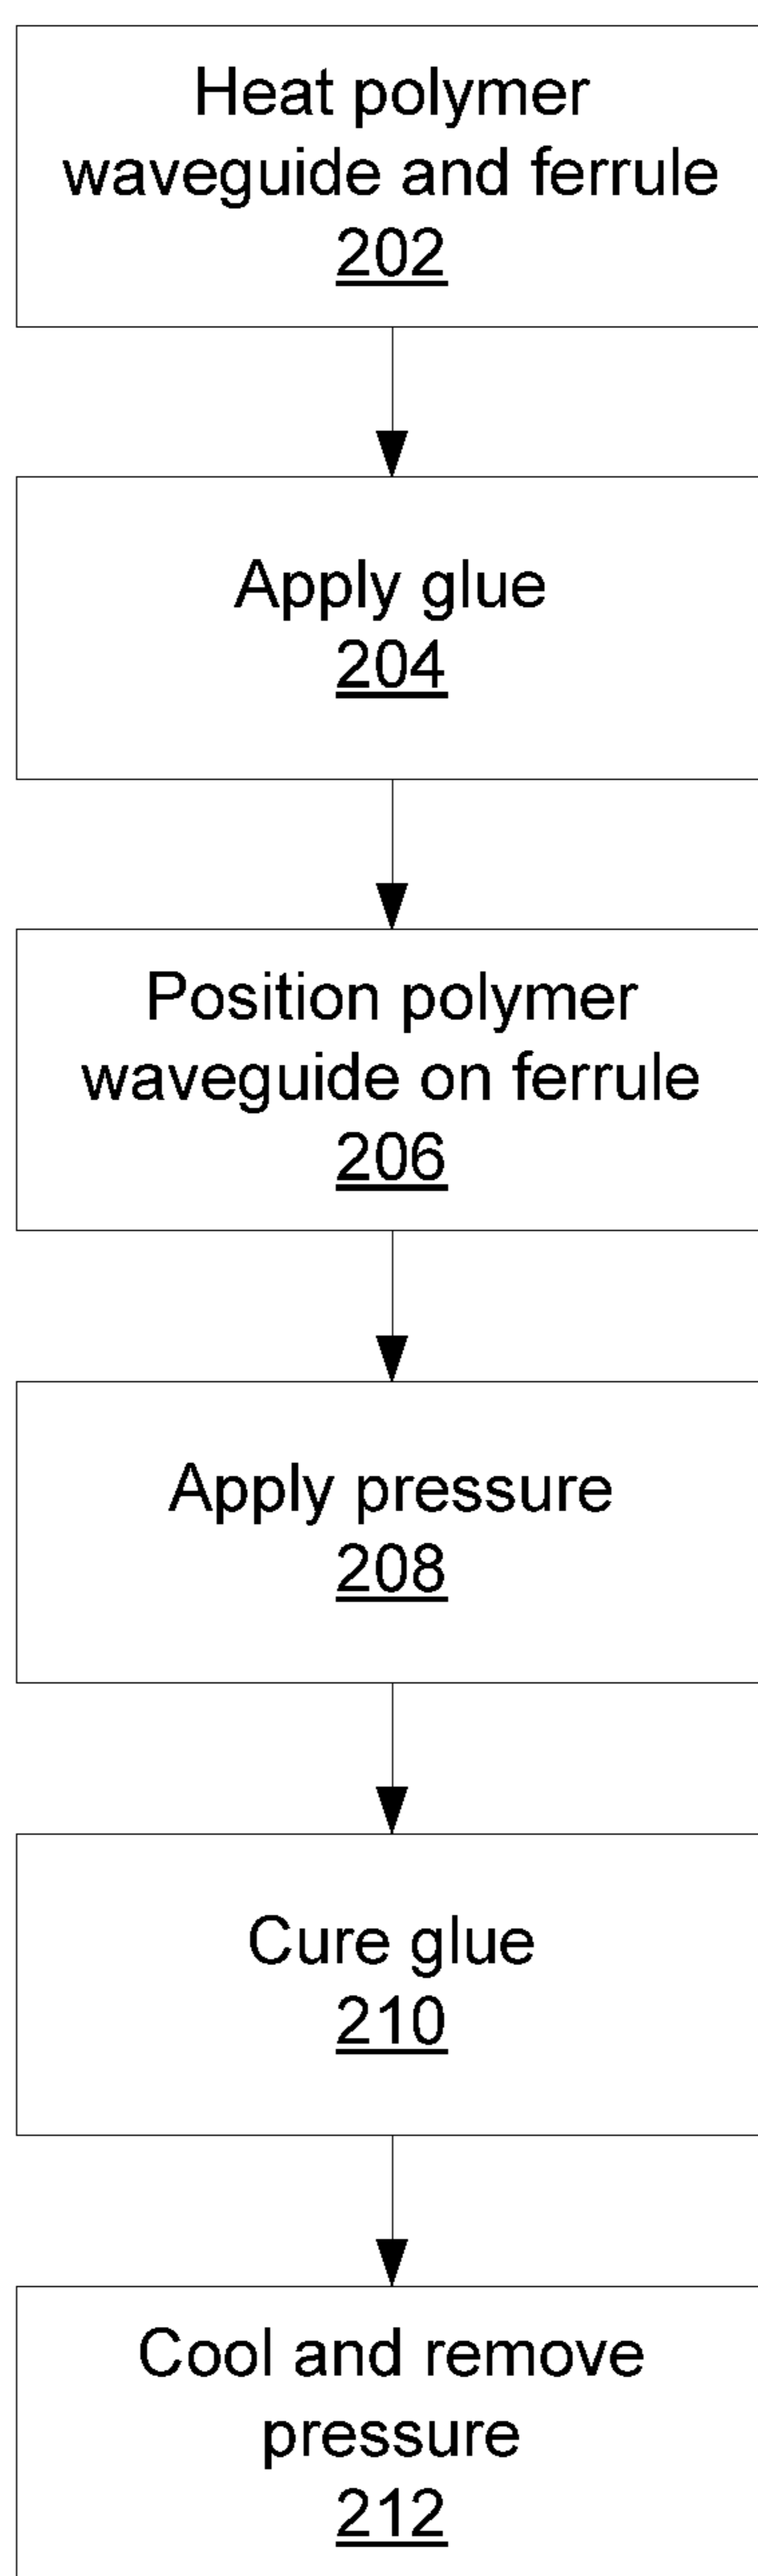 Heat polymer
waveguide and ferrule
202
Apply glue
204
Position polymer
waveguide on ferrule
206
Apply pressure
208
Cure glue
210
Cool and remove
pressure
212